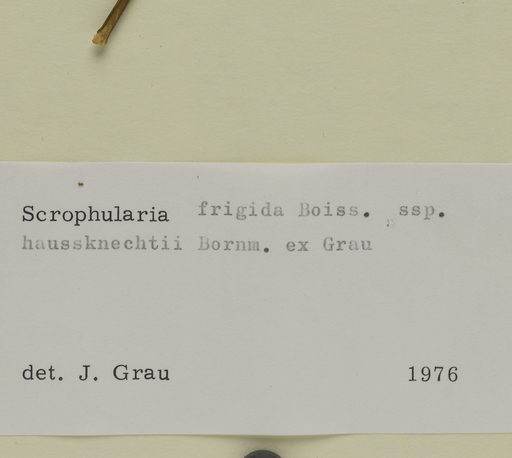 Scrophularia frigida Boiss. ssp.
haussknechtii Bornm. ex Grau
det. J. Grau 1976